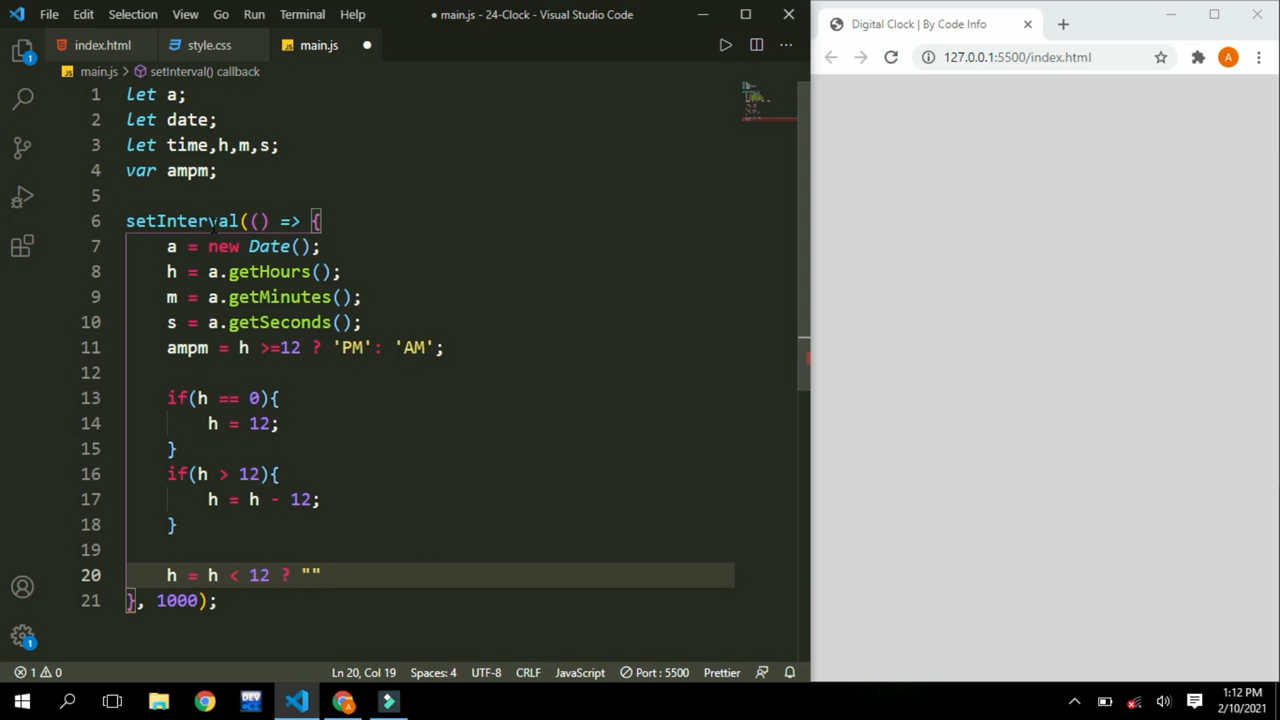 File Edit Selection View Go Run Terminal Help
● main.js - 24-Clock - Visual Studio Code
Digital Clock | By Code Info
index.html style.css JS main.js
127.0.0.1:5500/index.html
A
JS main.js > setInterval() callback
1 let a;
2 let date;
3 let time,h,m,s;
4 var ampm;
5
6 setInterval(() => {
7 a = new Date();
8 h = a.getHours();
9 m = a.getMinutes();
10 s = a.getSeconds();
11 ampm = h >=12 ? 'PM': 'AM';
12
13 if(h == 0){
14 h = 12;
15 }
16 if(h > 12){
17 h = h - 12;
18 }
19
20 h = h < 12 ? ""
21 }, 1000);
1
1
1 0 Ln 20, Col 19 Spaces: 4 UTF-8 CRLF JavaScript Port : 5500 Prettier
DEV
A
1:12 PM
2/10/2021